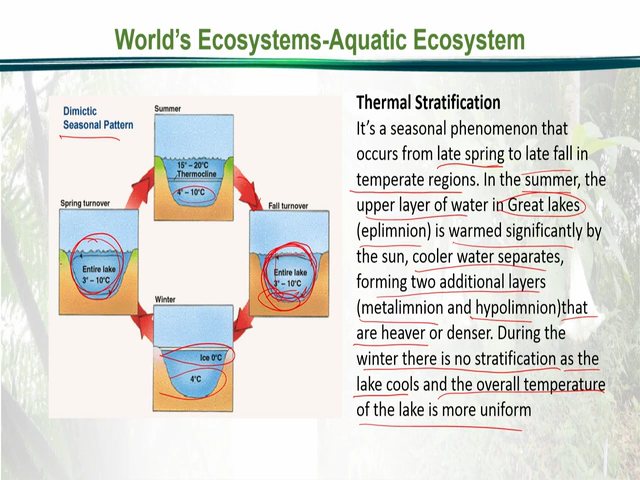 World's Ecosystems-Aquatic Ecosystem
Dimictic
Seasonal Pattern
Summer
15° – 20°C
Thermocline
4° – 10°C
Spring turnover
Entire lake
3° – 10°C
Fall turnover
Entire lake
3° – 10°C
Winter
Ice 0°C
4°C
Thermal Stratification
It's a seasonal phenomenon that
occurs from late spring to late fall in
temperate regions. In the summer, the
upper layer of water in Great lakes
(eplimnion) is warmed significantly by
the sun, cooler water separates,
forming two additional layers
(metalimnion and hypolimnion)that
are heaver or denser. During the
winter there is no stratification as the
lake cools and the overall temperature
of the lake is more uniform